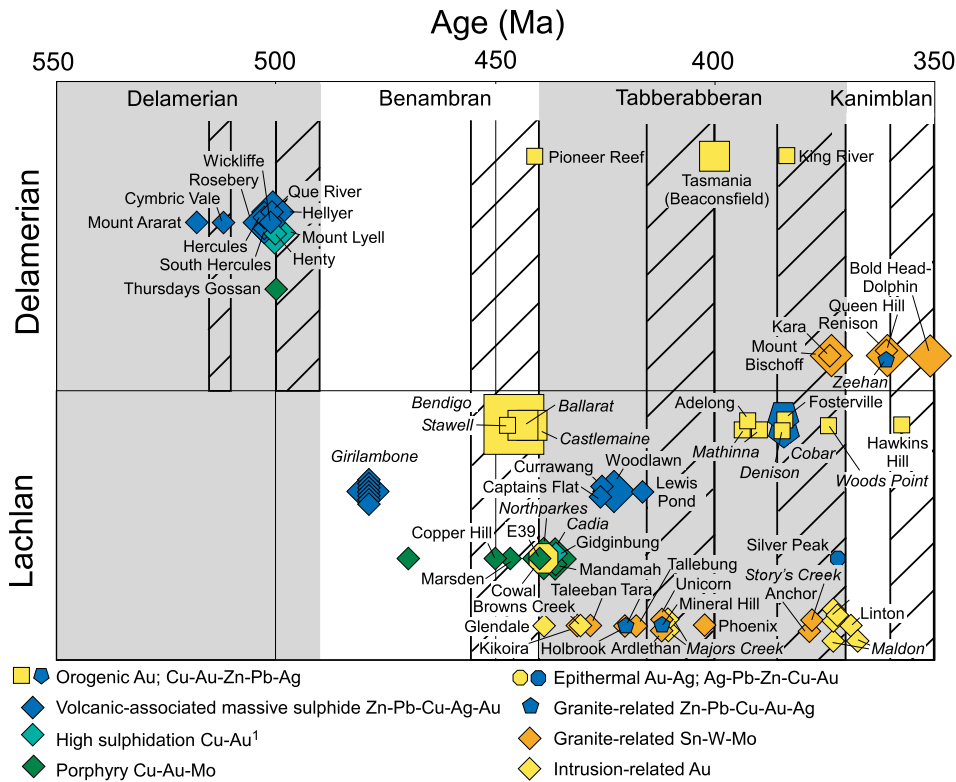 Age (Ma)
550 500 450 400 350
Delamerian Benambran Tabberabberan Kanimblan
Delamerian
Wickliffe
Rosebery
Que River
Cymbric Vale
Hellyer
Mount Ararat
Hercules
Mount Lyell
South Hercules
Henty
Thursdays Gossan
Pioneer Reef
Tasmania
(Beaconsfield)
King River
Bold Head-
Dolphin
Queen Hill
Renison
Kara
Mount
Bischoff
Zeehan
Lachlan
Bendigo
Stawell
Ballarat
Castlemaine
Adelong
Fosterville
Mathinna
Cobar
Denison
Hawkins
Hill
Woods Point
Girilambone
Currawang
Woodlawn
Captains Flat
Lewis
Pond
Northparkes
Copper Hill
E39
Cadia
Gidginbung
Marsden
Mandamah
Cowal
Silver Peak
Taleeban Tara
Tallebung
Unicorn
Story's Creek
Anchor
Browns Creek
Mineral Hill
Glendale
Phoenix
Linton
Kikoira
Holbrook Ardlethan
Majors Creek
Maldon
Orogenic Au; Cu-Au-Zn-Pb-Ag
Volcanic-associated massive sulphide Zn-Pb-Cu-Ag-Au
High sulphidation Cu-Au1
Porphyry Cu-Au-Mo
Epithermal Au-Ag; Ag-Pb-Zn-Cu-Au
Granite-related Zn-Pb-Cu-Au-Ag
Granite-related Sn-W-Mo
Intrusion-related Au